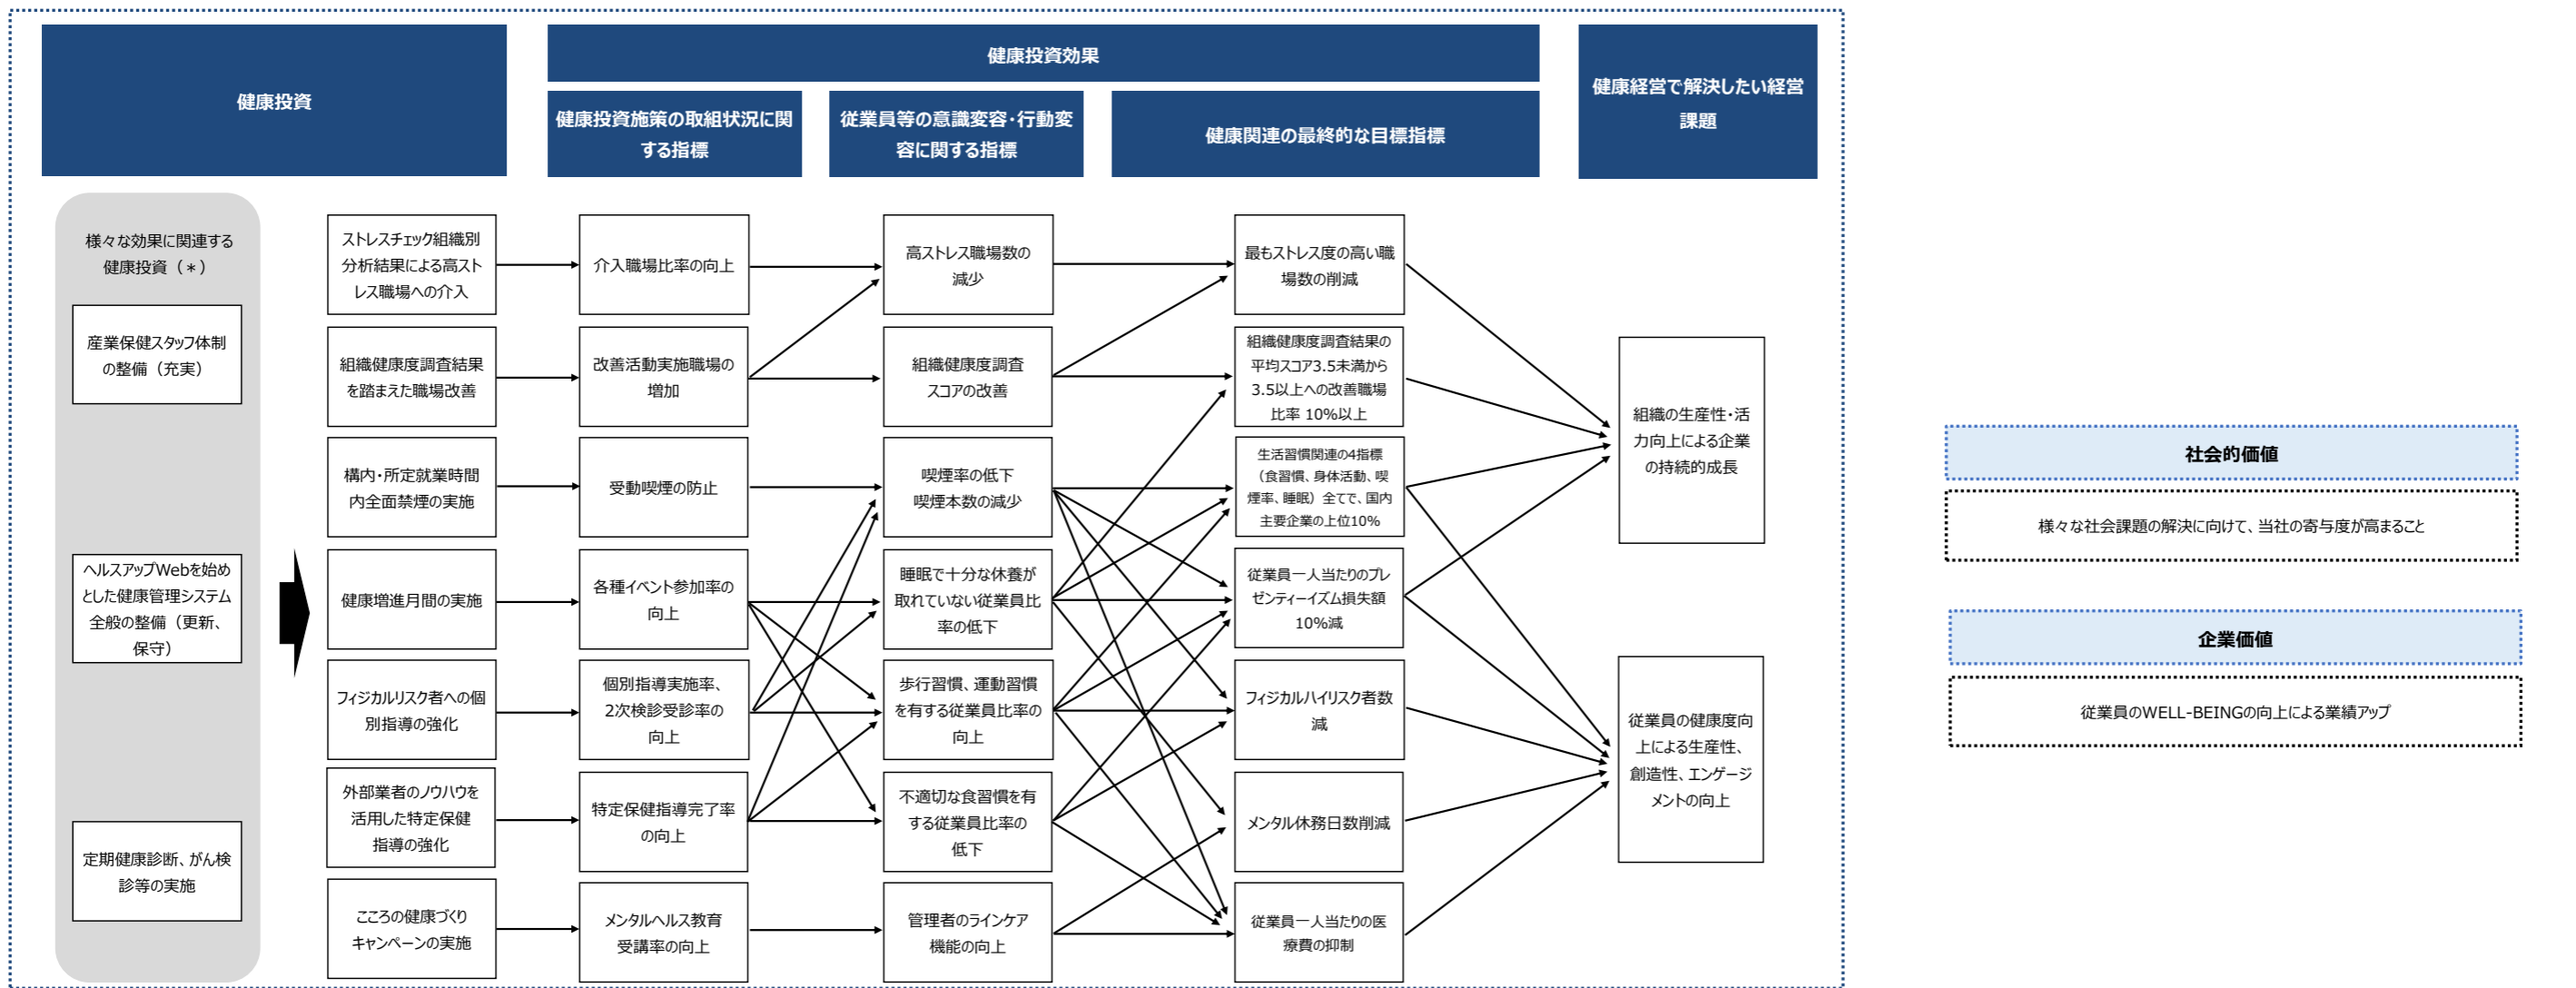 健康投資
健康投資効果
健康経営で解決したい経営
課題
健康投資施策の取組状況に関
する指標
従業員等の意識変容・行動変
容に関する指標
健康関連の最終的な目標指標
様々な効果に関連する
健康投資（＊）
産業保健スタッフ体制
の整備（充実）
ヘルスアップWebを始め
とした健康管理システム
全般の整備（更新、
保守）
定期健康診断、がん検
診等の実施
ストレスチェック組織別
分析結果による高スト
レス職場への介入
組織健康度調査結果
を踏まえた職場改善
構内・所定就業時間
内全面禁煙の実施
健康増進月間の実施
フィジカルリスク者への個
別指導の強化
外部業者のノウハウを
活用した特定保健
指導の強化
こころの健康づくり
キャンペーンの実施
介入職場比率の向上
改善活動実施職場の
増加
受動喫煙の防止
各種イベント参加率の
向上
個別指導実施率、
2次検診受診率の
向上
特定保健指導完了率
の向上
メンタルヘルス教育
受講率の向上
高ストレス職場数の
減少
組織健康度調査
スコアの改善
喫煙率の低下
喫煙本数の減少
睡眠で十分な休養が
取れていない従業員比
率の低下
歩行習慣、運動習慣
を有する従業員比率の
向上
不適切な食習慣を有
する従業員比率の
低下
管理者のラインケア
機能の向上
最もストレス度の高い職
場数の削減
組織健康度調査結果の
平均スコア3.5未満から
3.5以上への改善職場
比率 10%以上
生活習慣関連の4指標
（食習慣、身体活動、喫
煙率、睡眠）全てで、国内
主要企業の上位10%
従業員一人当たりのプレ
ゼンティーイズム損失額
10%減
フィジカルハイリスク者数
減
メンタル休務日数削減
従業員一人当たりの医
療費の抑制
組織の生産性・活
力向上による企業
の持続的成長
従業員の健康度向
上による生産性、
創造性、エンゲージ
メントの向上
社会的価値
様々な社会課題の解決に向けて、当社の寄与度が高まること
企業価値
従業員のWELL-BEINGの向上による業績アップ